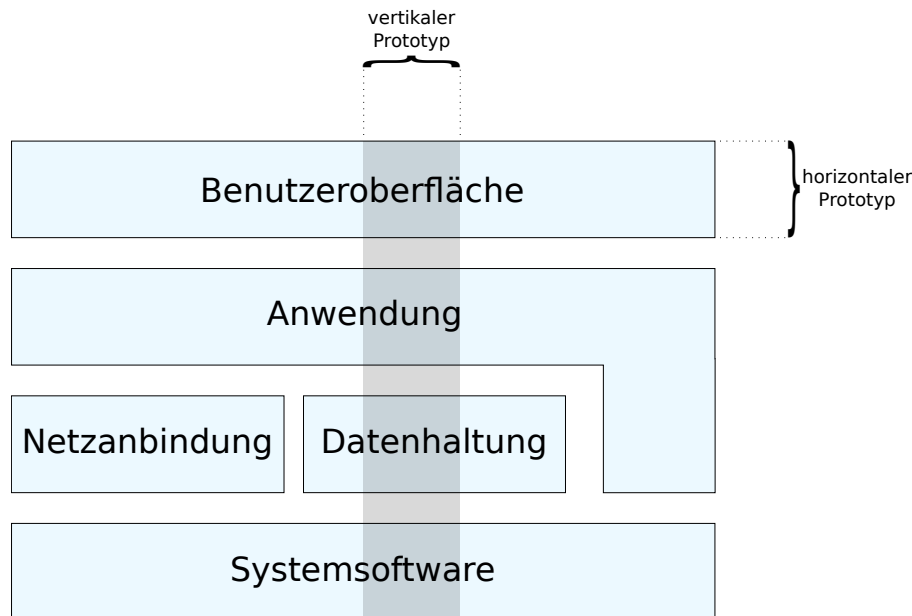 vertikaler
Prototyp
Benutzeroberfläche
horizontaler
Prototyp
Anwendung
Netzanbindung
Datenhaltung
Systemsoftware